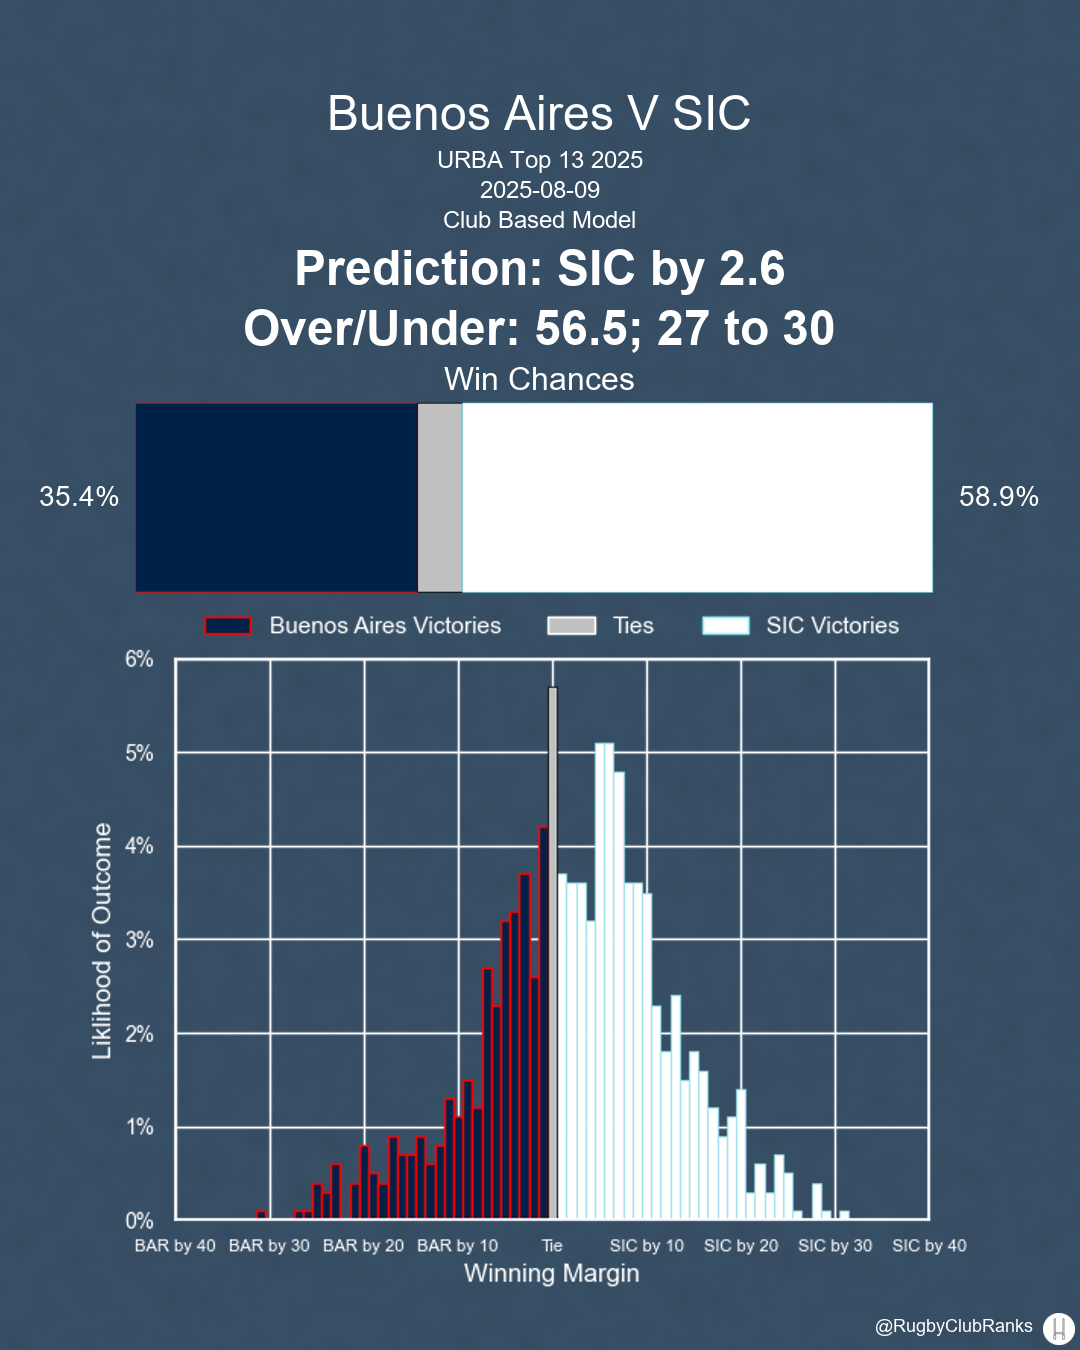 Buenos Aires V SIC
URBA Top 13 2025
2025-08-09
Club Based Model
Prediction: SIC by 2.6
Over/Under: 56.5; 27 to 30
Win Chances
35.4%
58.9%
Buenos Aires Victories
Ties
SIC Victories
6%
5%
4%
3%
2%
1%
0%
Liklihood of Outcome
BAR by 40
BAR by 30
BAR by 20
BAR by 10
Tie
SIC by 10
SIC by 20
SIC by 30
SIC by 40
Winning Margin
@RugbyClubRanks